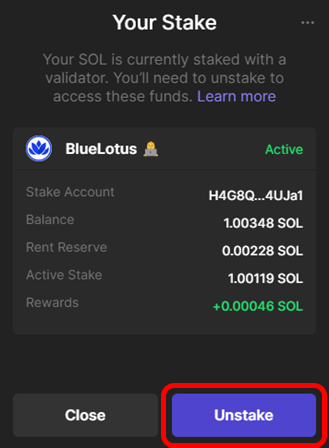 Your Stake
Your SOL is currently staked with a
validator. You'll need to unstake to
access these funds. Learn more
BlueLotus Active
Stake Account H4G8Q...4UJa1
Balance 1.00348 SOL
Rent Reserve 0.00228 SOL
Active Stake 1.00119 SOL
Rewards +0.00046 SOL
Close Unstake